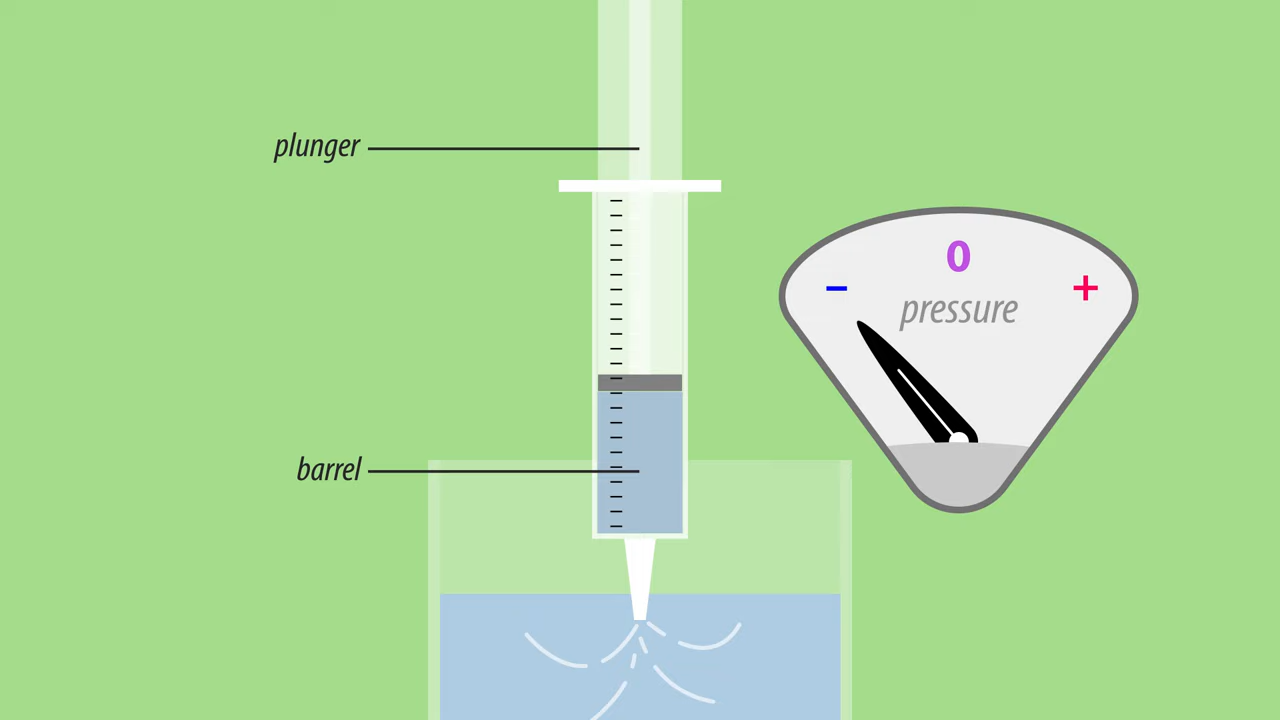 plunger
0
− +
pressure
barrel